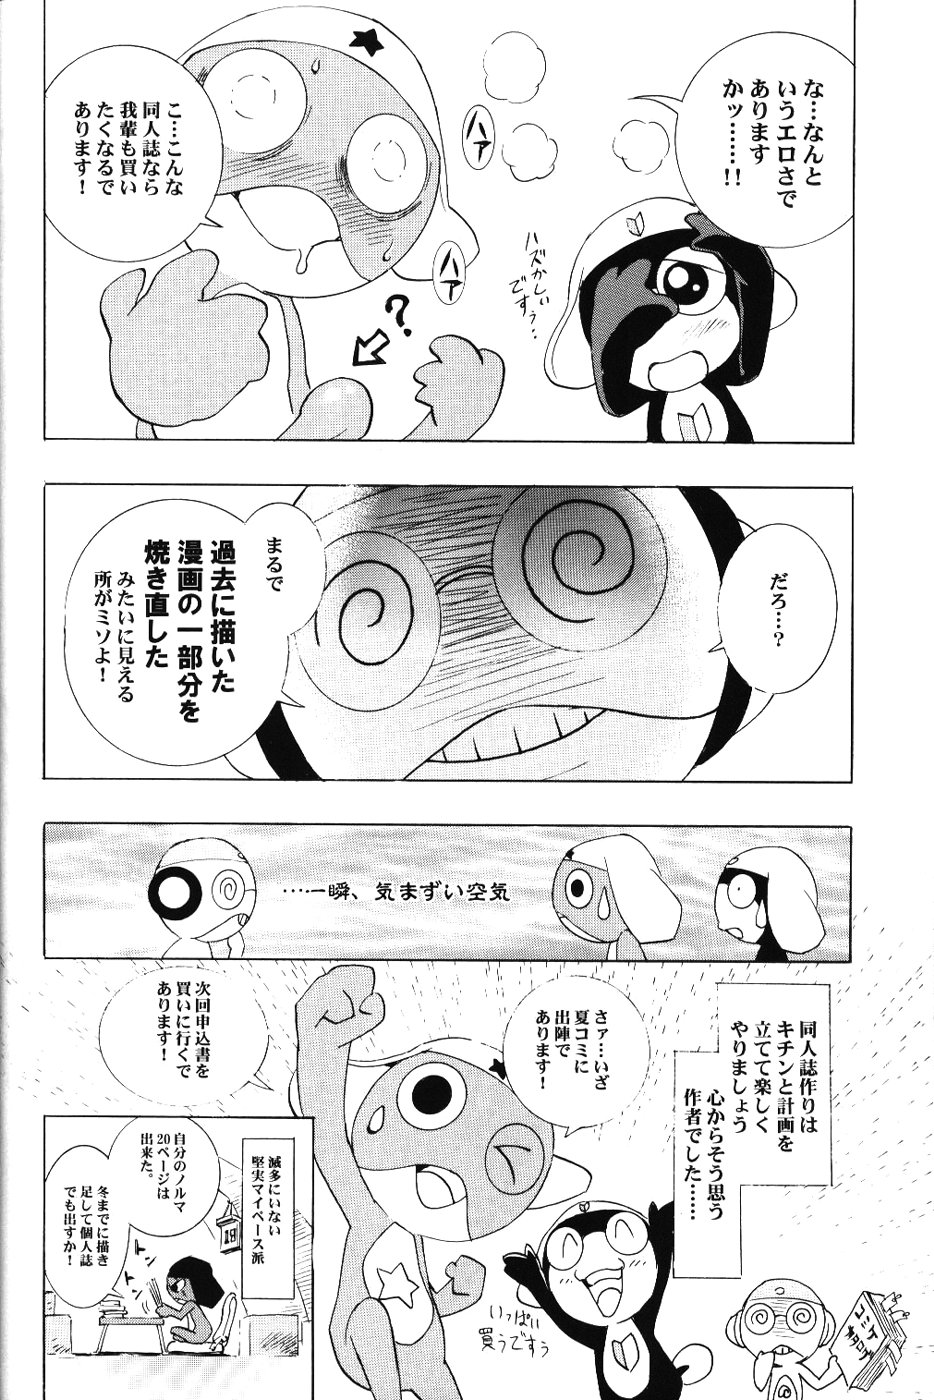 な…なんと
いうエロさで
あります
かッ……!!
ハァ
ハァ
こ…こんな
同人誌なら
我輩も買い
たくなるで
あります!
ハズかしい
ですぅ…
?
だろ…?
まるで
過去に描いた
漫画の一部分を
焼き直した
みたいに見える
所がミソよ!
……一瞬、気まずい空気
同人誌作りは
キチンと計画を
立てて楽しく
やりましょう
心からそう思う
作者でした……
さァ…いざ
夏コミに
出陣で
あります!
次回申込書を
買いに行くで
あります!
いっぱい
買うですぅ
コミケ
カタログ
滅多にいない
堅実マイペース派
自分のノルマ
20ページは
出来た。
冬までに描き
足して個人誌
でも出すか!
トン
トン